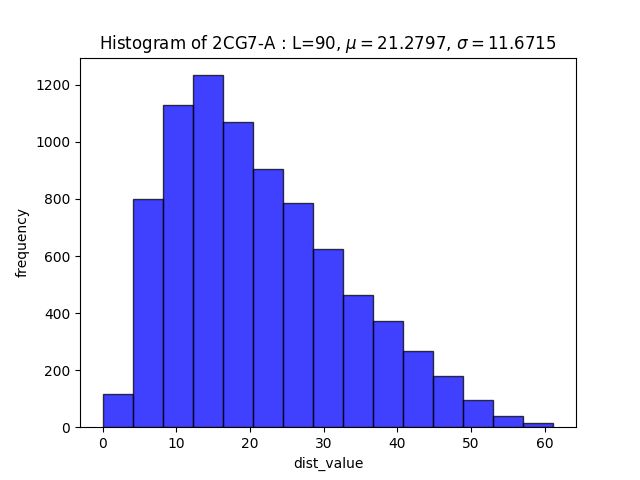 Histogram of 2CG7-A : L=90, μ = 21.2797, σ = 11.6715
1200
1000
800
600
400
200
0
frequency
0 10 20 30 40 50 60
dist_value